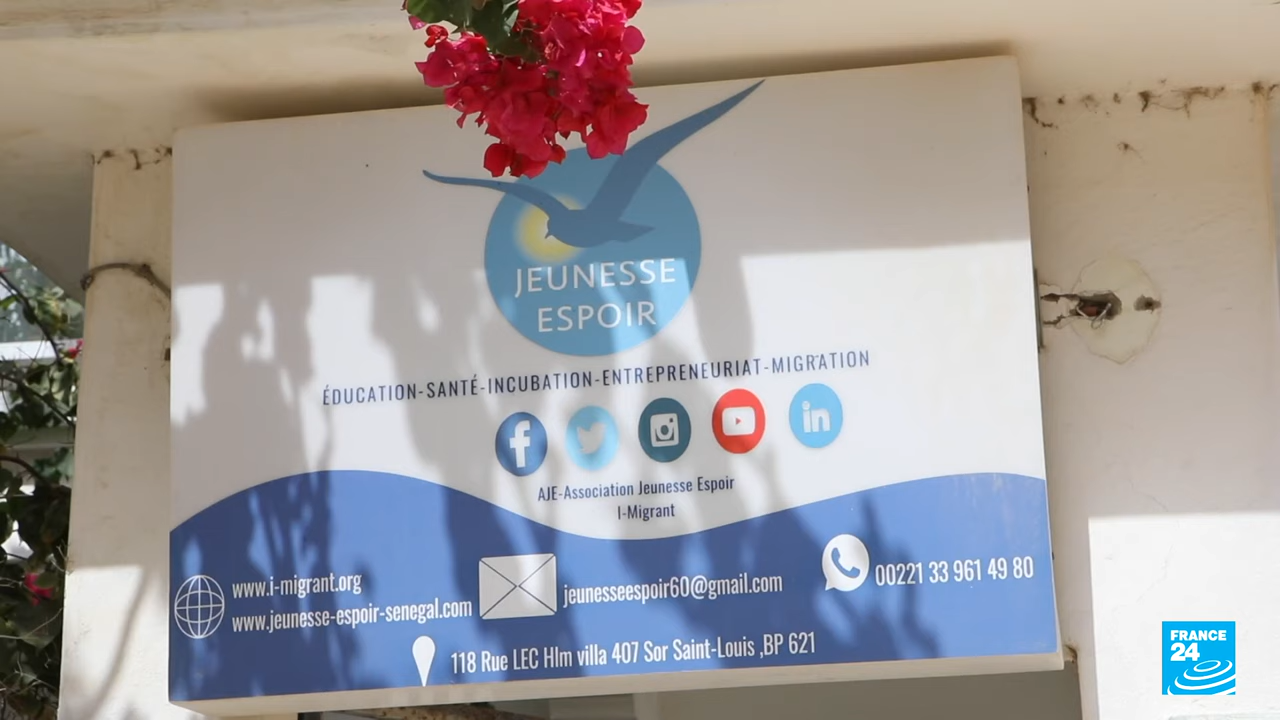 JEUNESSE
ESPOIR
ÉDUCATION-SANTÉ-INCUBATION-ENTREPRENEURIAT-MIGRATION
AJE-Association Jeunesse Espoir
I-Migrant
www.i-migrant.org
www.jeunesse-espoir-senegal.com
jeunesseespoir60@gmail.com
00221 33 961 49 80
118 Rue LEC Hlm villa 407 Sor Saint-Louis ,BP 621
FRANCE
24